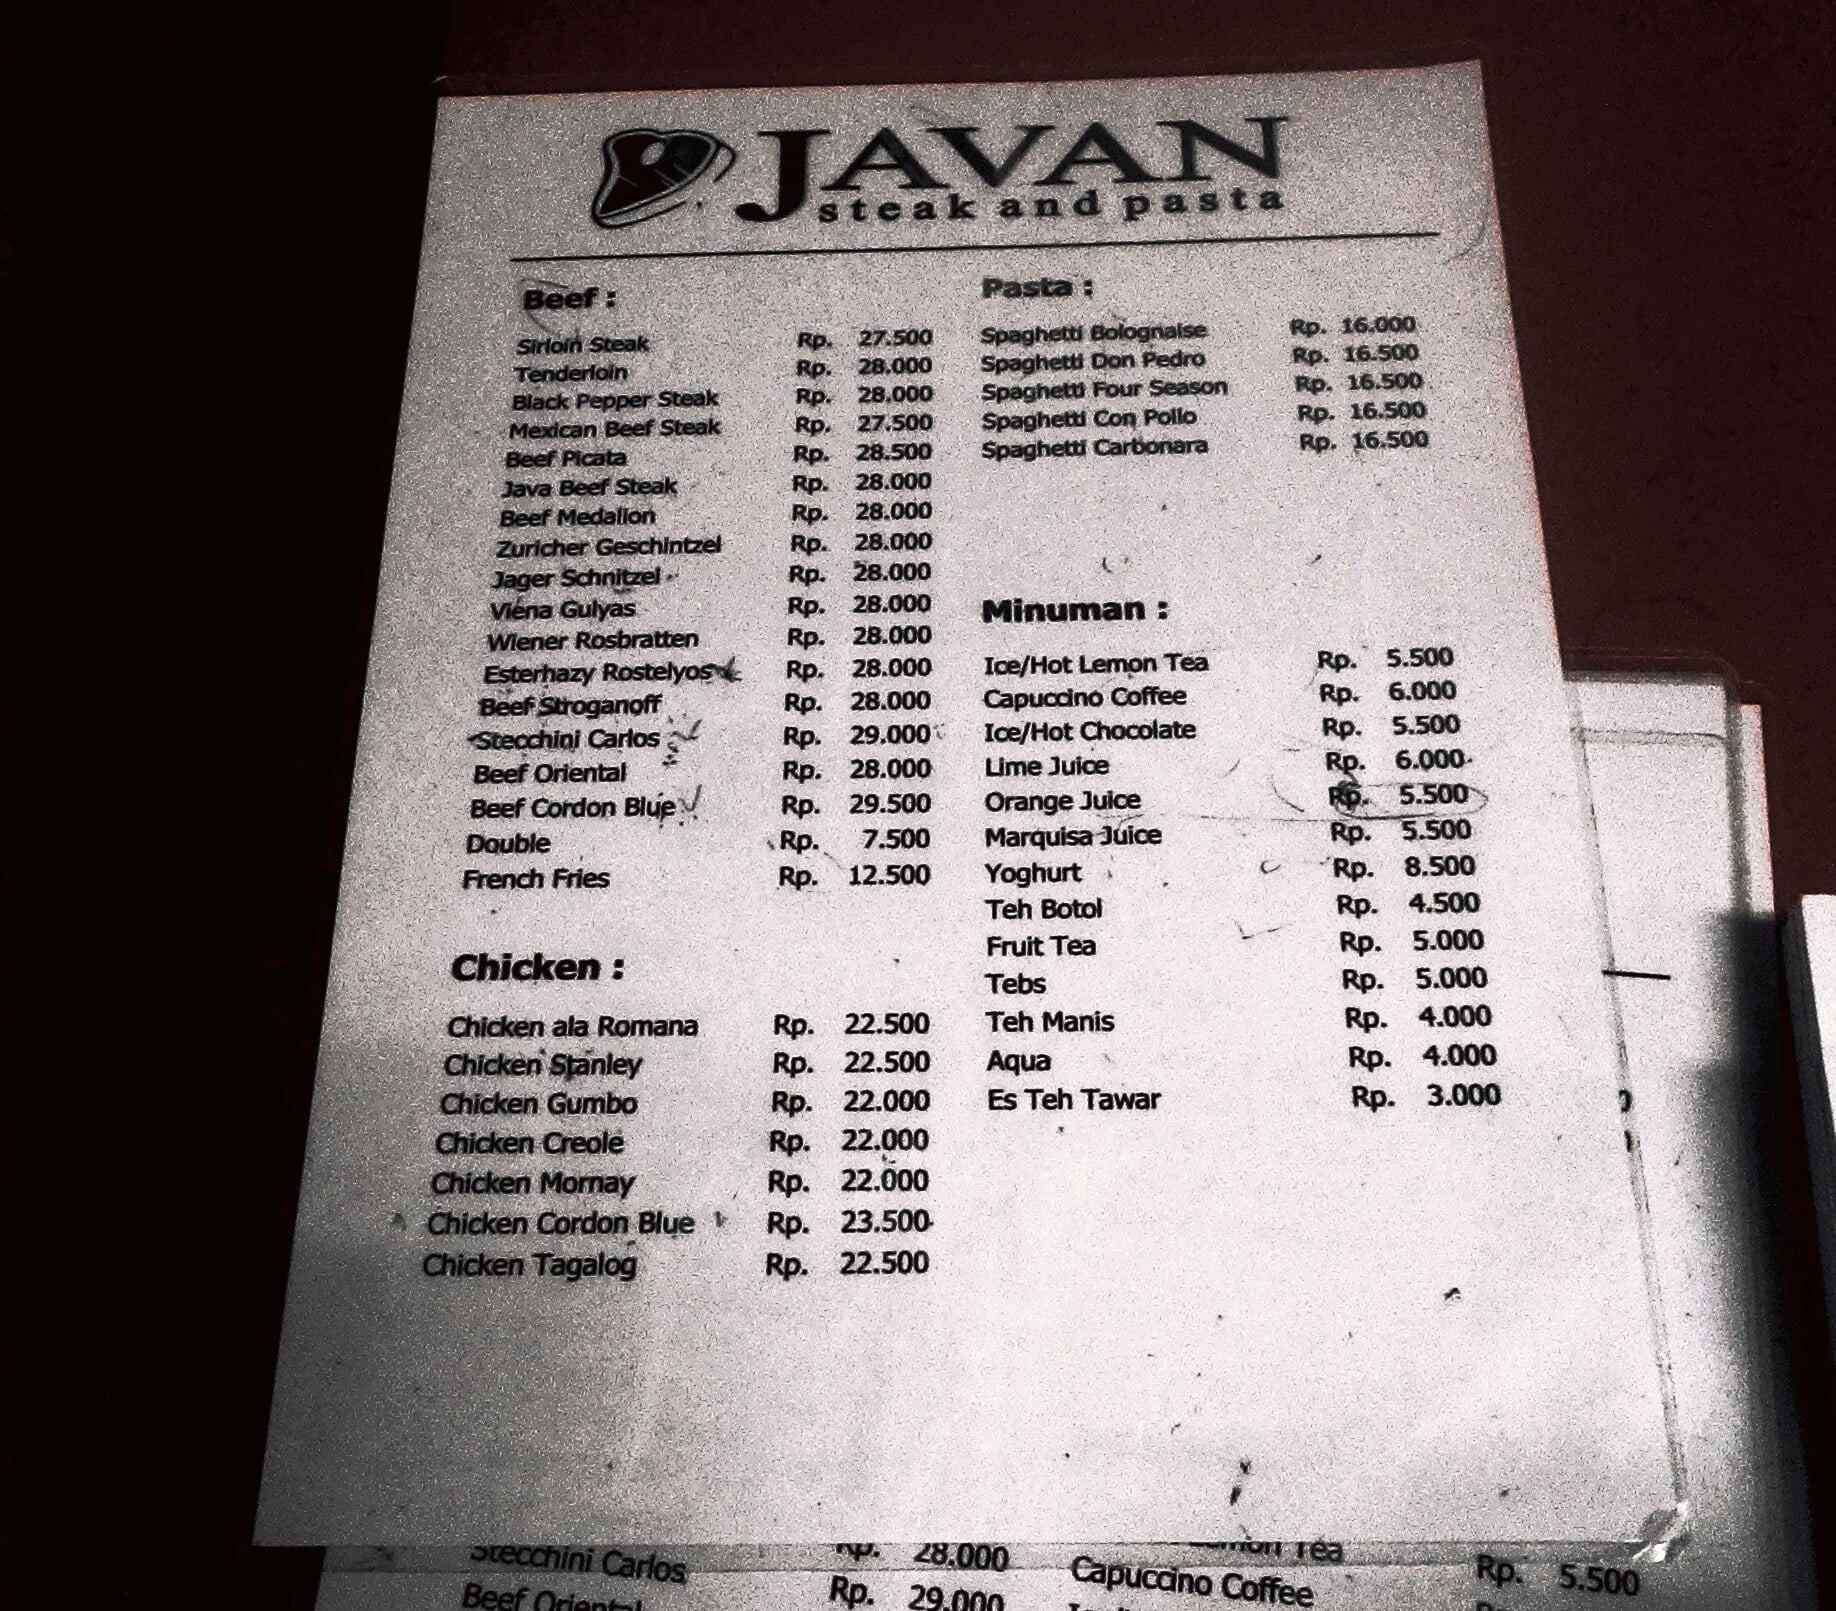 JAVAN
steak and pasta
Beef :
Sirloin Steak Rp. 27.500
Tenderloin Rp. 28.000
Black Pepper Steak Rp. 28.000
Mexican Beef Steak Rp. 27.500
Beef Picata Rp. 28.500
Java Beef Steak Rp. 28.000
Beef Medalion Rp. 28.000
Zuricher Geschintzel Rp. 28.000
Jager Schnitzel Rp. 28.000
Viena Gulyas Rp. 28.000
Wiener Rosbratten Rp. 28.000
Esterhazy Rostelyos Rp. 28.000
Beef Stroganoff Rp. 28.000
Stecchini Carlos Rp. 29.000
Beef Oriental Rp. 28.000
Beef Cordon Blue Rp. 29.500
Double Rp. 7.500
French Fries Rp. 12.500
Chicken :
Chicken ala Romana Rp. 22.500
Chicken Stanley Rp. 22.500
Chicken Gumbo Rp. 22.000
Chicken Creole Rp. 22.000
Chicken Mornay Rp. 22.000
Chicken Cordon Blue Rp. 23.500
Chicken Tagalog Rp. 22.500
Pasta :
Spaghetti Bolognaise Rp. 16.000
Spaghetti Don Pedro Rp. 16.500
Spaghetti Four Season Rp. 16.500
Spaghetti Con Pollo Rp. 16.500
Spaghetti Carbonara Rp. 16.500
Minuman :
Ice/Hot Lemon Tea Rp. 5.500
Capuccino Coffee Rp. 6.000
Ice/Hot Chocolate Rp. 5.500
Lime Juice Rp. 6.000
Orange Juice Rp. 5.500
Marquisa Juice Rp. 5.500
Yoghurt Rp. 8.500
Teh Botol Rp. 4.500
Fruit Tea Rp. 5.000
Tebs Rp. 5.000
Teh Manis Rp. 4.000
Aqua Rp. 4.000
Es Teh Tawar Rp. 3.000
Stecchini Carlos Rp. 28.000
Beef Oriental Rp. 29.000
Tea
Capuccino Coffee Rp. 5.500